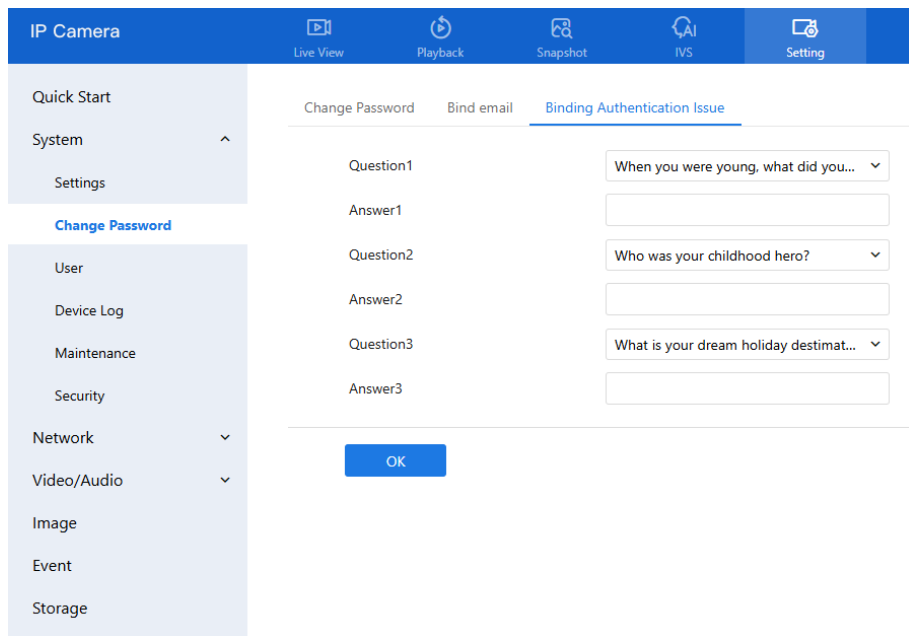 IP Camera
Live View
Playback
Snapshot
AI
IVS
Setting
Quick Start
System
Settings
Change Password
User
Device Log
Maintenance
Security
Network
Video/Audio
Image
Event
Storage
Change Password Bind email Binding Authentication Issue
Question1 When you were young, what did you...
Answer1
Question2 Who was your childhood hero?
Answer2
Question3 What is your dream holiday destimat...
Answer3
OK